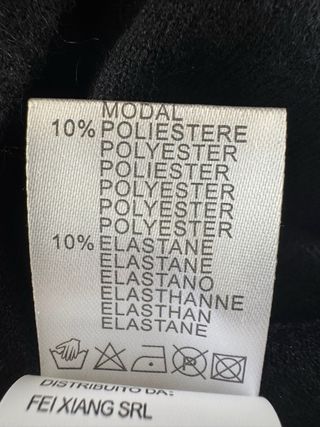 MODAL
10% POLIESTERE
POLYESTER
POLIESTER
POLYESTER
POLYESTER
POLYESTER
10% ELASTANE
ELASTANE
ELASTANO
ELASTHANNE
ELASTHAN
ELASTANE
DISTRIBUITO DA:
FEI XIANG SRL